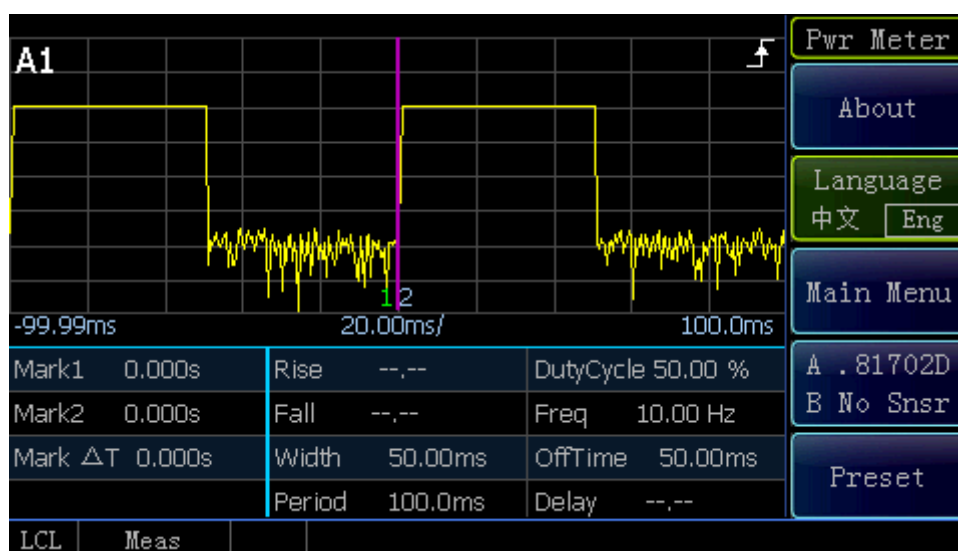 A1
1 2
-99.99ms 20.00ms/ 100.0ms
Mark1 0.000s Rise --.-- DutyCycle 50.00 %
Mark2 0.000s Fall --.-- Freq 10.00 Hz
Mark △T 0.000s Width 50.00ms OffTime 50.00ms
Period 100.0ms Delay --.--
LCL Meas
Pwr Meter
About
Language
中文 Eng
Main Menu
A .81702D
B No Snsr
Preset